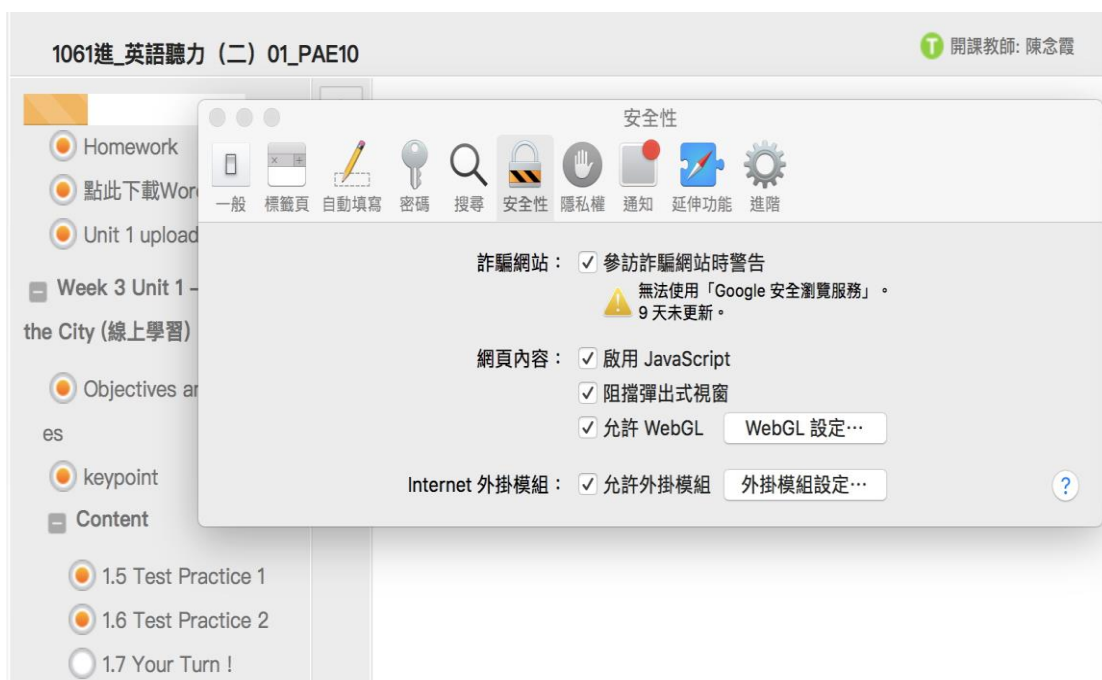 1061進_英語聽力（二）01_PAE10
T 開課教師: 陳念霞
Homework
點此下載Wor
Unit 1 upload
Week 3 Unit 1 –
the City (線上學習)
Objectives an
es
keypoint
Content
1.5 Test Practice 1
1.6 Test Practice 2
1.7 Your Turn !
安全性
一般 標籤頁 自動填寫 密碼 搜尋 安全性 隱私權 通知 延伸功能 進階
詐騙網站： 參訪詐騙網站時警告
無法使用「Google 安全瀏覽服務」。
9 天未更新。
網頁內容： 啟用 JavaScript
阻擋彈出式視窗
允許 WebGL WebGL 設定⋯
Internet 外掛模組： 允許外掛模組 外掛模組設定⋯
?